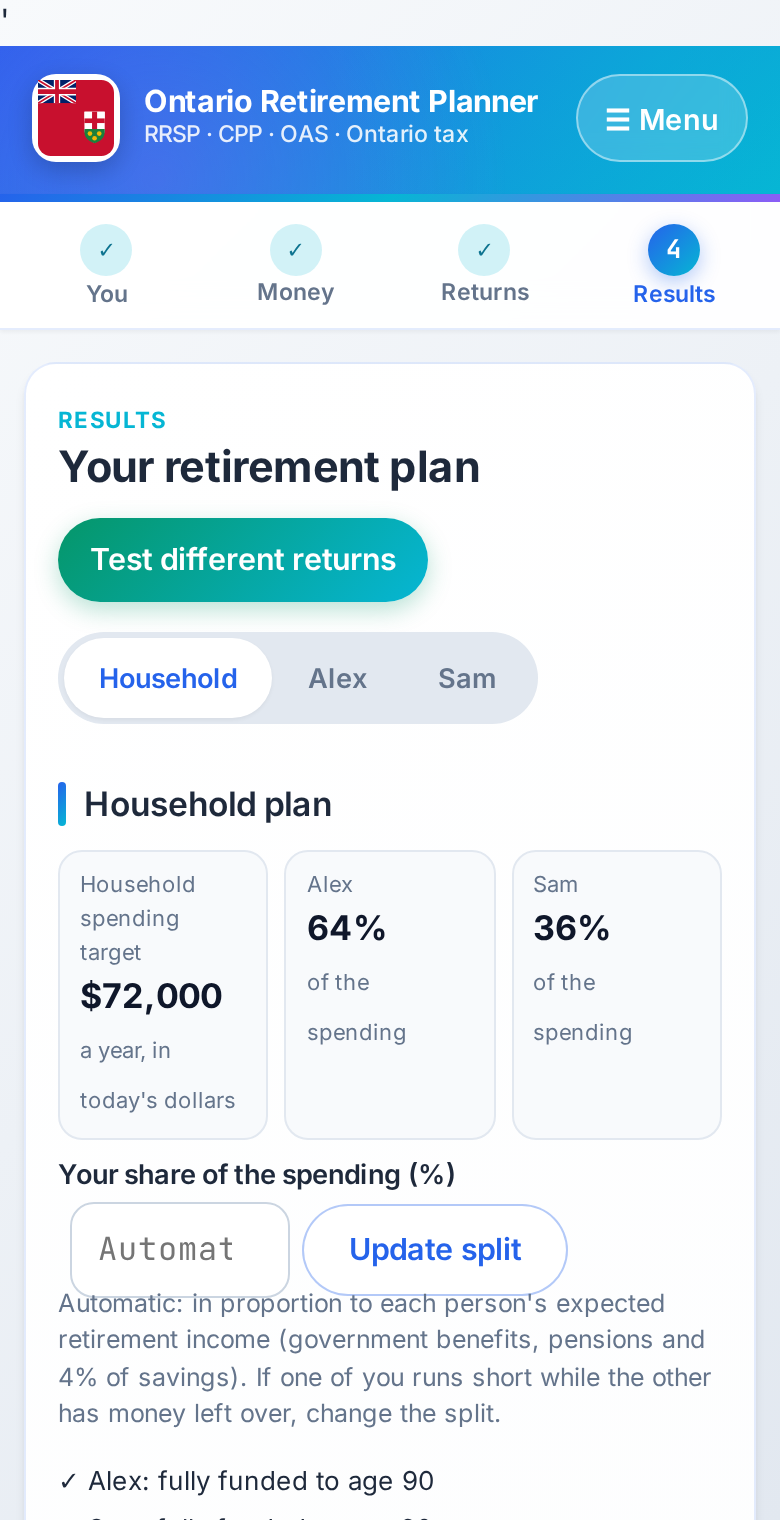 '
Ontario Retirement Planner
RRSP · CPP · OAS · Ontario tax
☰ Menu
✓ ✓ ✓ 4
You Money Returns Results
RESULTS
Your retirement plan
Test different returns
Household Alex Sam
Household plan
Household
spending
target
$72,000
a year, in
today's dollars
Alex
64%
of the
spending
Sam
36%
of the
spending
Your share of the spending (%)
Automat
Update split
Automatic: in proportion to each person's expected
retirement income (government benefits, pensions and
4% of savings). If one of you runs short while the other
has money left over, change the split.
✓ Alex: fully funded to age 90